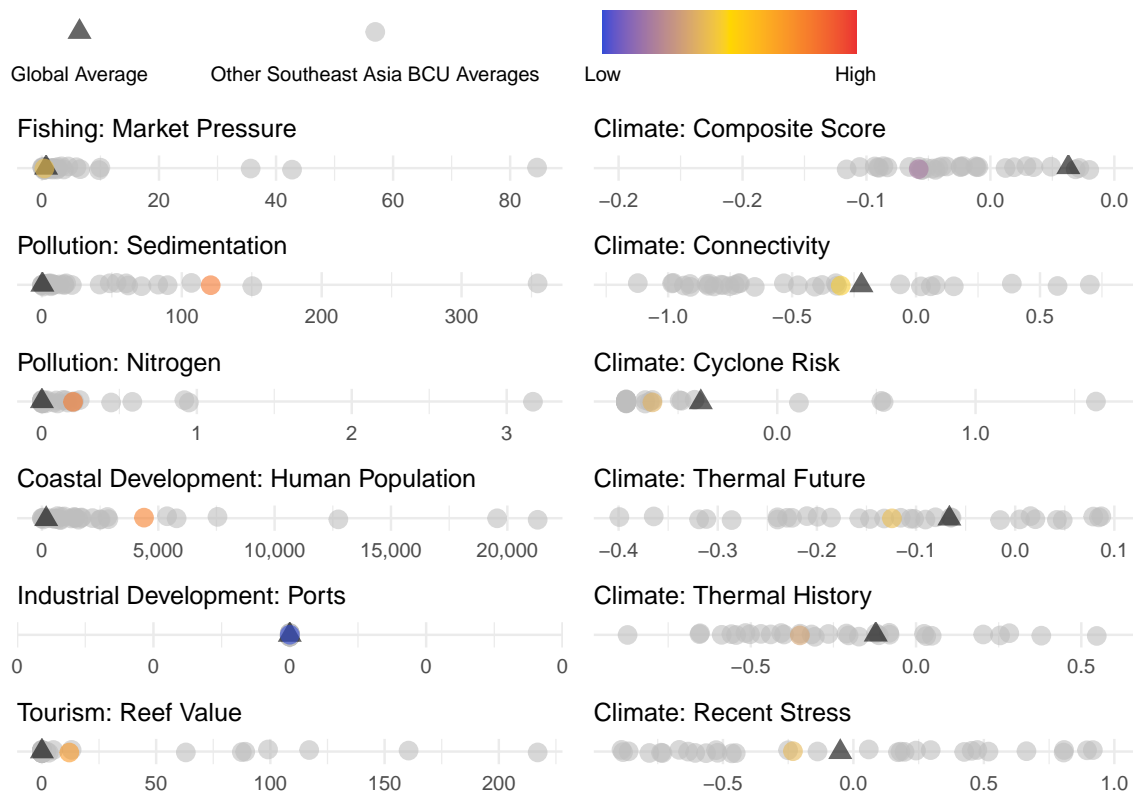 Global Average
Other Southeast Asia BCU Averages
Low
High
Fishing: Market Pressure
0 20 40 60 80
Pollution: Sedimentation
0 100 200 300
Pollution: Nitrogen
0 1 2 3
Coastal Development: Human Population
0 5,000 10,000 15,000 20,000
Industrial Development: Ports
0 0 0 0 0
Tourism: Reef Value
0 50 100 150 200
Climate: Composite Score
−0.2 −0.2 −0.1 0.0 0.0
Climate: Connectivity
−1.0 −0.5 0.0 0.5
Climate: Cyclone Risk
0.0 1.0
Climate: Thermal Future
−0.4 −0.3 −0.2 −0.1 0.0 0.1
Climate: Thermal History
−0.5 0.0 0.5
Climate: Recent Stress
−0.5 0.0 0.5 1.0